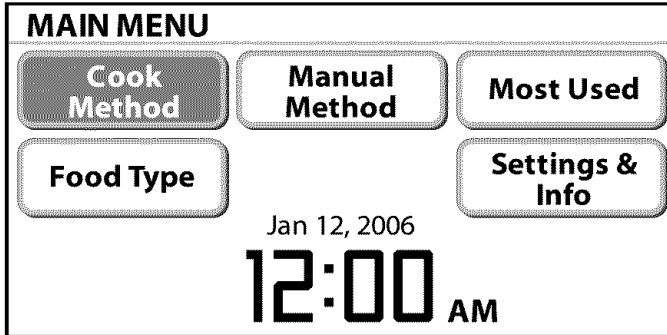 MAIN MENU
Cook
Method
Manual
Method
Most Used
Food Type
Settings &
Info
Jan 12, 2006
12:00 AM